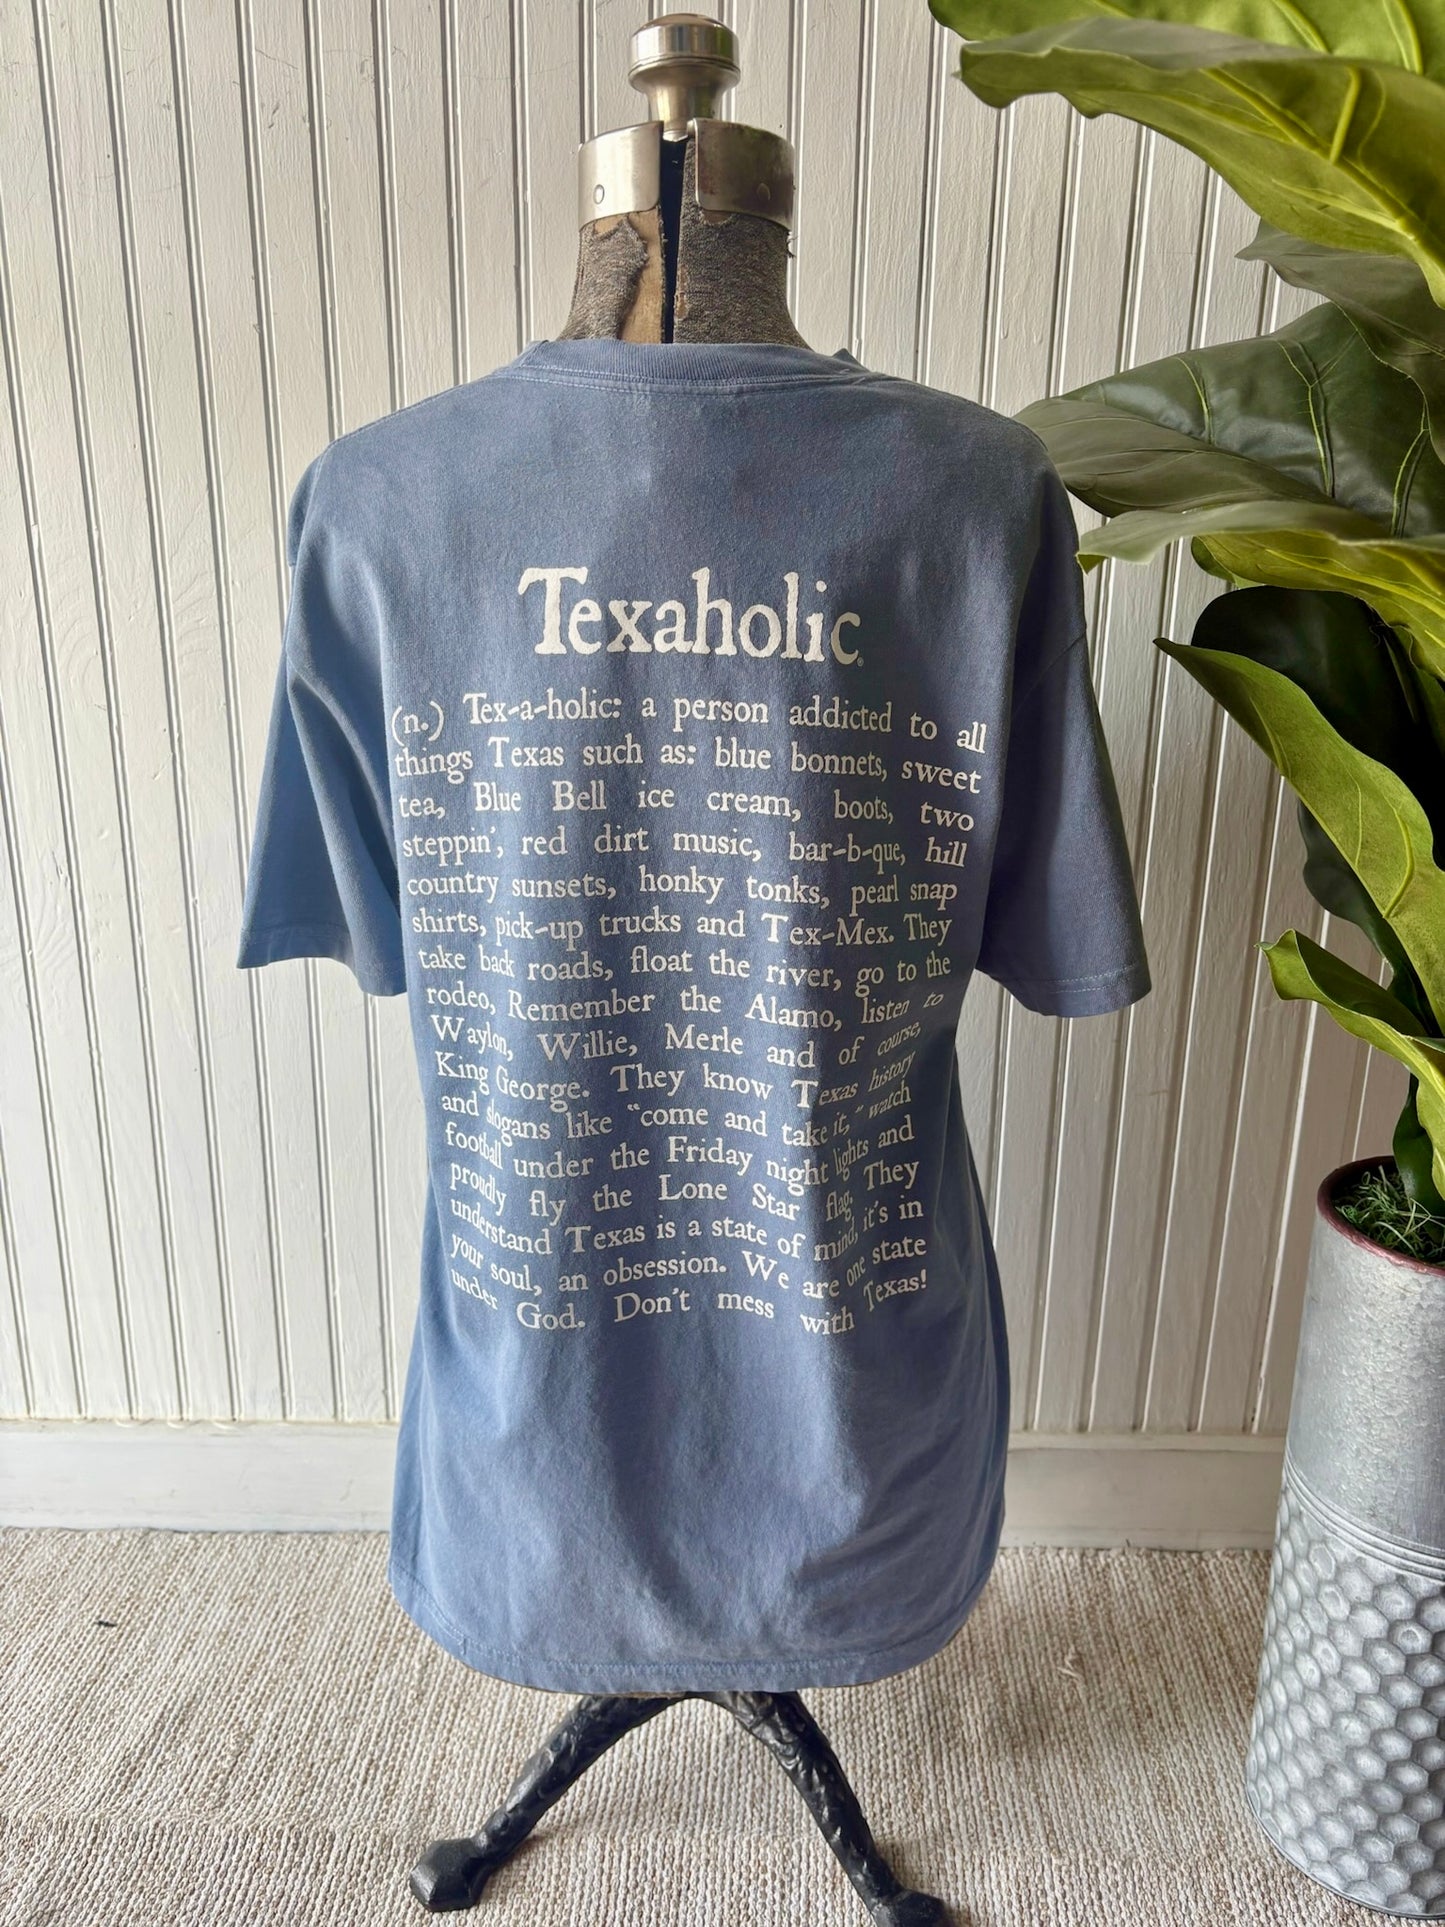 Texaholic®
(n.) Tex-a-holic: a person addicted to all
things Texas such as: blue bonnets, sweet
tea, Blue Bell ice cream, boots, two
steppin', red dirt music, bar-b-que, hill
country sunsets, honky tonks, pearl snap
shirts, pick-up trucks and Tex-Mex. They
take back roads, float the river, go to the
rodeo, Remember the Alamo, listen to
Waylon, Willie, Merle and of course,
King George. They know Texas history
and slogans like "come and take it," watch
football under the Friday night lights and
proudly fly the Lone Star flag. They
understand Texas is a state of mind, it's in
your soul, an obsession. We are one state
under God. Don't mess with Texas!